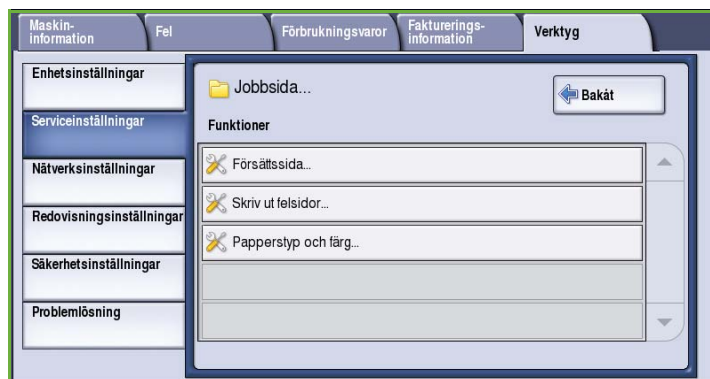 Maskin-
information
Fel
Förbrukningsvaror
Fakturerings-
information
Verktyg
Enhetsinställningar
Serviceinställningar
Nätverksinställningar
Redovisningsinställningar
Säkerhetsinställningar
Problemlösning
Jobbsida...
Bakåt
Funktioner
Försättssida...
Skriv ut felsidor...
Papperstyp och färg...